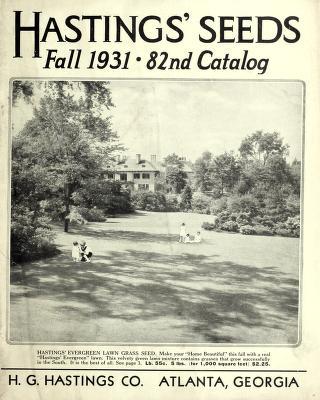 HASTINGS' SEEDS
Fall 1931 • 82nd Catalog
HASTINGS' EVERGREEN LAWN GRASS SEED. Make your "Home Beautiful" this fall with a real
"Hastings' Evergreen" lawn. This velvety green lawn mixture contains grasses that grow successfully
in the South. It is the best of all. See page 3. Lb. 55c. 5 lbs. (for 1,000 square feet) $2.25.
H. G. HASTINGS CO. ATLANTA, GEORGIA